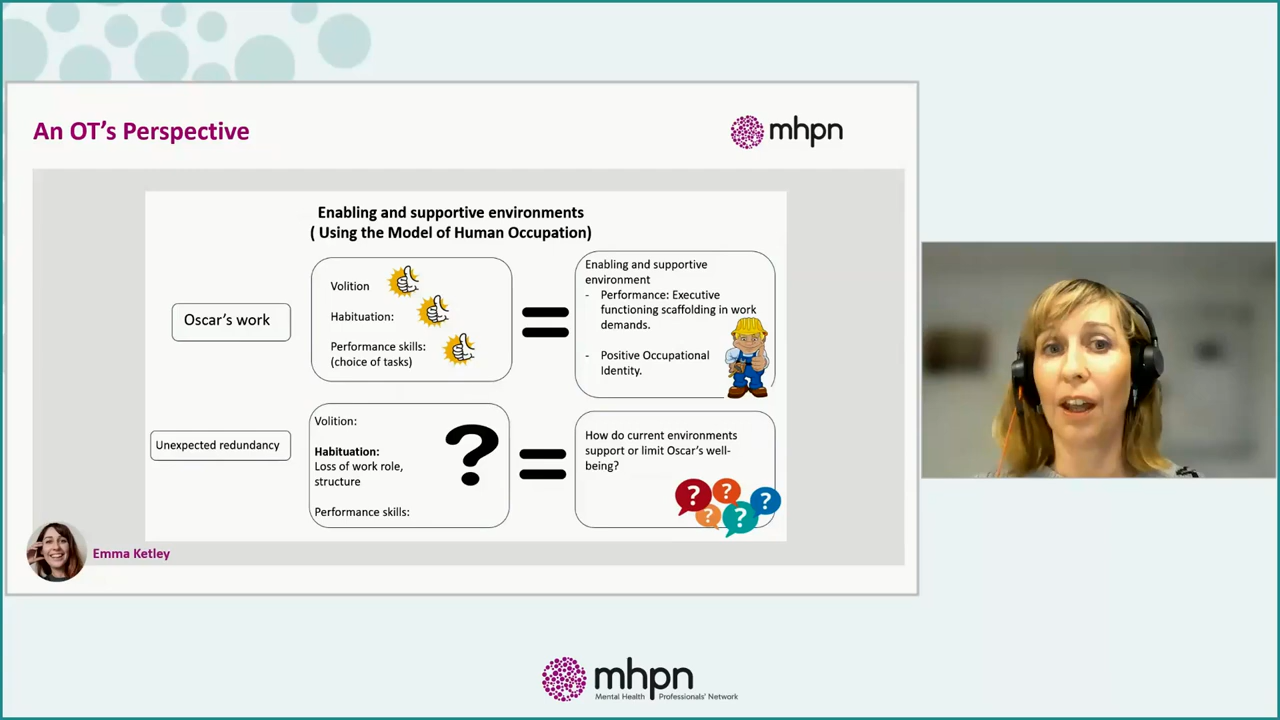 An OT's Perspective
mhpn
Enabling and supportive environments
( Using the Model of Human Occupation)
Oscar's work
Volition
Habituation:
Performance skills:
(choice of tasks)
=
Enabling and supportive
environment
- Performance: Executive
functioning scaffolding in work
demands.
- Positive Occupational
Identity.
Unexpected redundancy
Volition:
Habituation:
Loss of work role,
structure
Performance skills:
?
=
How do current environments
support or limit Oscar's well-
being?
? ? ? ? ?
Emma Ketley
mhpn
Mental Health Professionals' Network